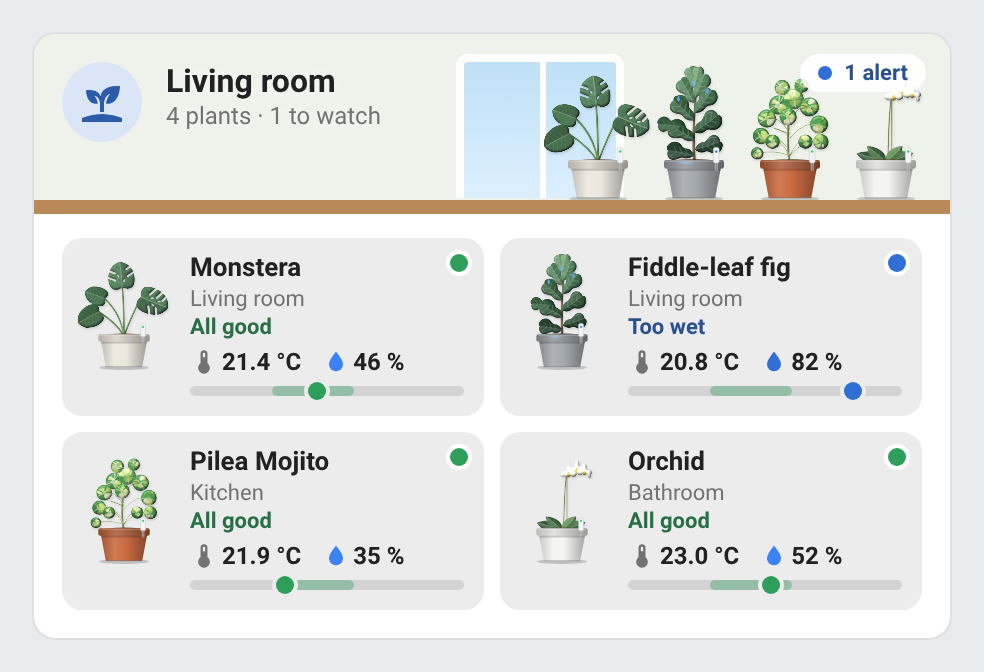 Living room
4 plants · 1 to watch
1 alert
Monstera
Living room
All good
21.4 °C 46 %
Fiddle-leaf fig
Living room
Too wet
20.8 °C 82 %
Pilea Mojito
Kitchen
All good
21.9 °C 35 %
Orchid
Bathroom
All good
23.0 °C 52 %